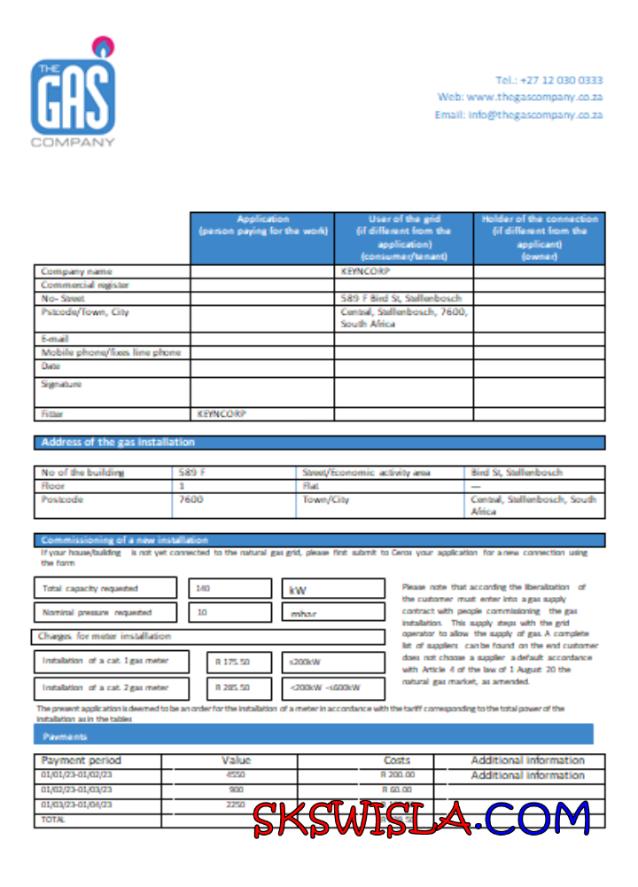 THE
GAS
COMPANY
Tel.: +27 12 030 0333
Web: www.thegascompany.co.za
Email: info@thegascompany.co.za
Application (person paying for the work) User of the grid (if different from the application) (consumer/tenant) Holder of the connection (if different from the applicant) (owner)
Company name KEYNCORP
Commercial register
No- Street 589 F Bird St, Stellenbosch
Pstcode/Town, City Central, Stellenbosch, 7600, South Africa
E-mail
Mobile phone/fixes line phone
Date
Signature
Fitter KEYNCORP
Address of the gas installation
No of the building 589 F Street/Economic activity area Bird St, Stellenbosch
Floor 1 Flat —
Postcode 7600 Town/City Central, Stellenbosch, South Africa
Commissioning of a new installation
If your house/building is not yet connected to the natural gas grid, please first submit to Ceros your application for a new connection using
the form
Total capacity requested 140 kW
Nominal pressure requested 10 mbar
Charges for meter installation
Installation of a cat. 1 gas meter R 175.50 ≤200kW
Installation of a cat. 2 gas meter R 285.50 <200kW -≤600kW
Please note that according the liberalization of
the customer must enter into a gas supply
contract with people commissioning the gas
installation. This supply steps with the grid
operator to allow the supply of gas. A complete
list of suppliers can be found on the end customer
does not choose a supplier a default accordance
with Article 4 of the law of 1 August 20 the
natural gas market, as amended.
The present application is deemed to be an order for the installation of a meter in accordance with the tariff corresponding to the total power of the
installation as in the tables
Payments
Payment period Value Costs Additional information
01/01/23-01/02/23 4550 R 200.00 Additional information
01/02/23-01/03/23 900 R 60.00
01/03/23-01/04/23 2250
TOTAL
SKSWISLA.COM